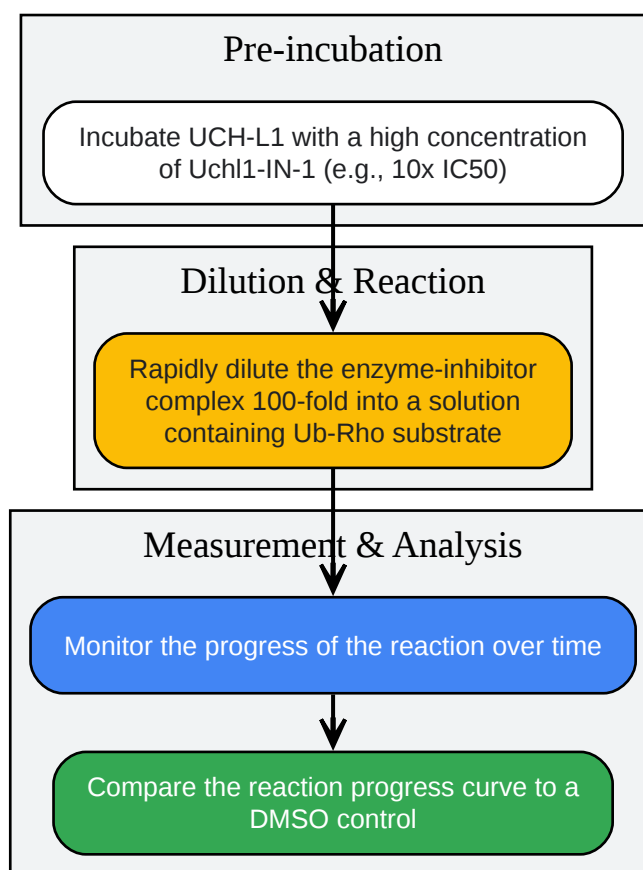 Pre-incubation
Incubate UCH-L1 with a high concentration
of Uchl1-IN-1 (e.g., 10x IC50)
Dilution & Reaction
Rapidly dilute the enzyme-inhibitor
complex 100-fold into a solution
containing Ub-Rho substrate
Measurement & Analysis
Monitor the progress of the reaction over time
Compare the reaction progress curve to a
DMSO control